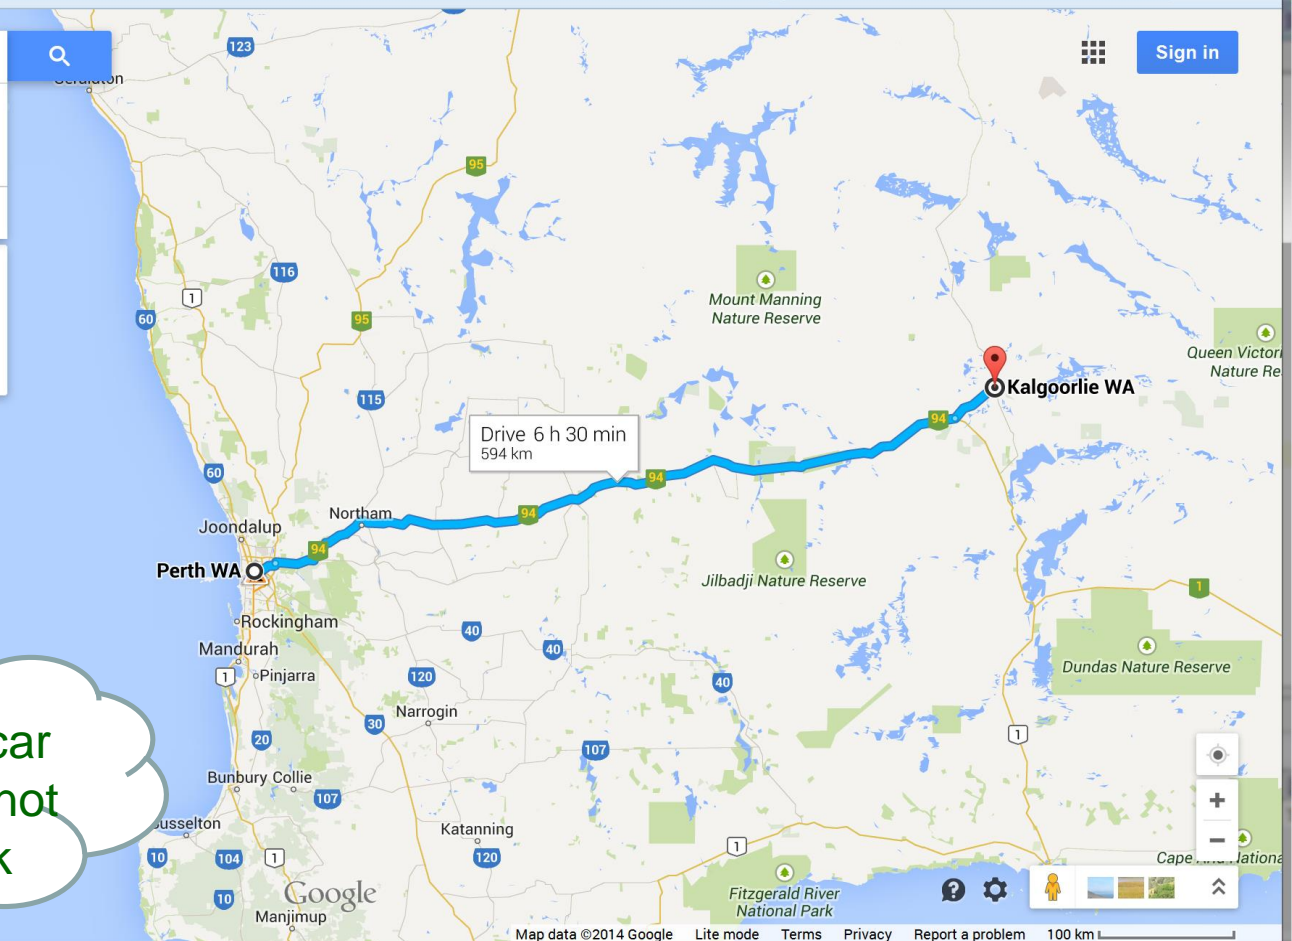 123
Sign in
Geraldton
95
116
1
60
95
Mount Manning
Nature Reserve
Queen Victori
Nature Re
115
Kalgoorlie WA
94
Drive 6 h 30 min
594 km
60
94
Northam
94
Joondalup
94
Perth WA
Jilbadji Nature Reserve
1
Rockingham
40
Mandurah
40
Dundas Nature Reserve
1
Pinjarra
120
40
Narrogin
30
1
car
20
107
Bunbury
Collie
not
107
Busselton
Katanning
1
k
10
104
1
120
Cape
Nationa
10
Google
Fitzgerald River
National Park
Manjimup
Map data ©2014 Google
Lite mode
Terms
Privacy
Report a problem
100 km